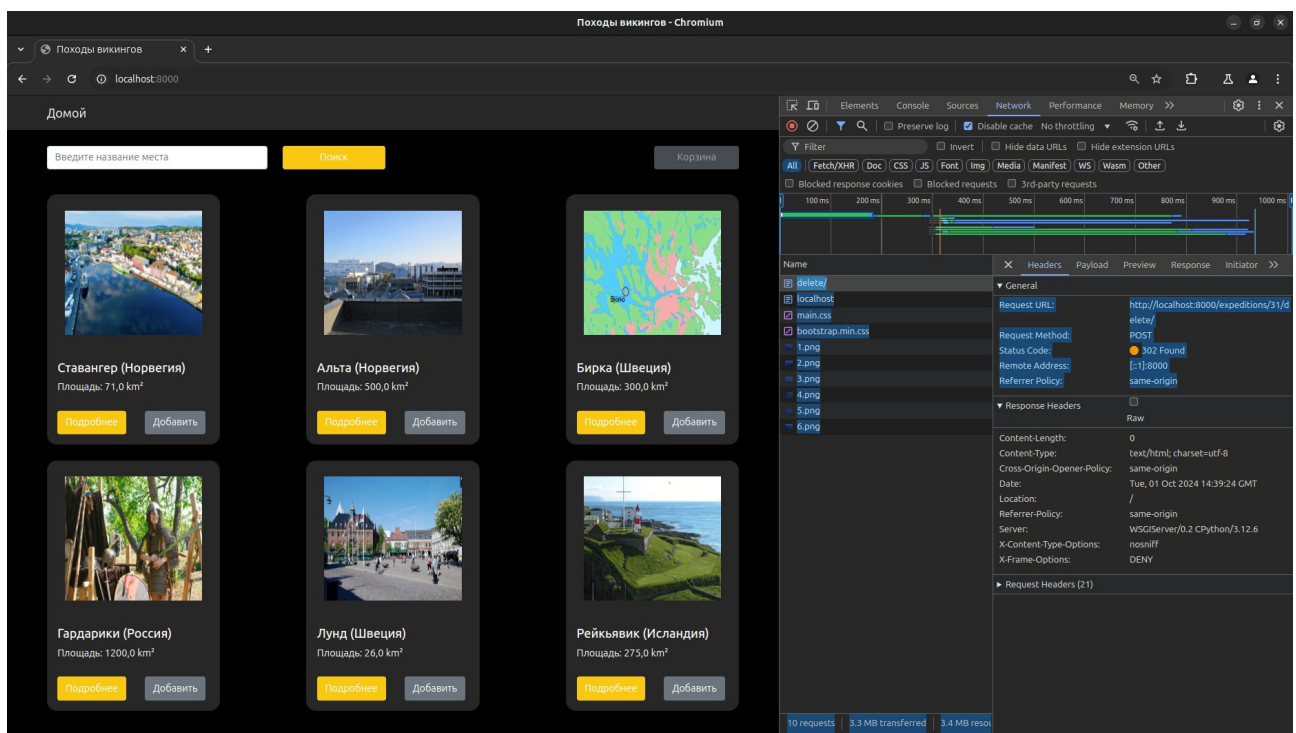 Походы викингов - Chromium
Походы викингов
localhost:8000
Домой
Введите название места
Поиск
Корзина
Bjorko
Ставангер (Норвегия)
Площадь: 71,0 km²
Подробнее Добавить
Альта (Норвегия)
Площадь: 500,0 km²
Подробнее Добавить
Бирка (Швеция)
Площадь: 300,0 km²
Подробнее Добавить
Гардарики (Россия)
Площадь: 1200,0 km²
Подробнее Добавить
Лунд (Швеция)
Площадь: 26,0 km²
Подробнее Добавить
Рейкьявик (Исландия)
Площадь: 275,0 km²
Подробнее Добавить
Elements Console Sources Network Performance Memory
Preserve log Disable cache No throttling
Filter Invert Hide data URLs Hide extension URLs
All Fetch/XHR Doc CSS JS Font Img Media Manifest WS Wasm Other
Blocked response cookies Blocked requests 3rd-party requests
100 ms 200 ms 300 ms 400 ms 500 ms 600 ms 700 ms 800 ms 900 ms 1000 ms
Name
delete/
localhost
main.css
bootstrap.min.css
1.png
2.png
3.png
4.png
5.png
6.png
10 requests 3.3 MB transferred 3.4 MB resou
Headers Payload Preview Response Initiator
General
Request URL: http://localhost:8000/expeditions/31/d
elete/
Request Method: POST
Status Code: 302 Found
Remote Address: [::1]:8000
Referrer Policy: same-origin
Response Headers
Raw
Content-Length: 0
Content-Type: text/html; charset=utf-8
Cross-Origin-Opener-Policy: same-origin
Date: Tue, 01 Oct 2024 14:39:24 GMT
Location: /
Referrer-Policy: same-origin
Server: WSGIServer/0.2 CPython/3.12.6
X-Content-Type-Options: nosniff
X-Frame-Options: DENY
Request Headers (21)